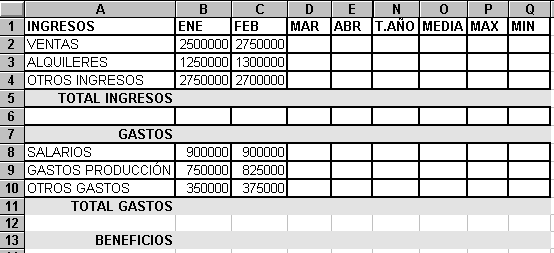 A B C D E N O P Q
1 INGRESOS ENE FEB MAR ABR T.AÑO MEDIA MAX MIN
2 VENTAS 2500000 2750000
3 ALQUILERES 1250000 1300000
4 OTROS INGRESOS 2750000 2700000
5 TOTAL INGRESOS
6
7 GASTOS
8 SALARIOS 900000 900000
9 GASTOS PRODUCCIÓN 750000 825000
10 OTROS GASTOS 350000 375000
11 TOTAL GASTOS
12
13 BENEFICIOS